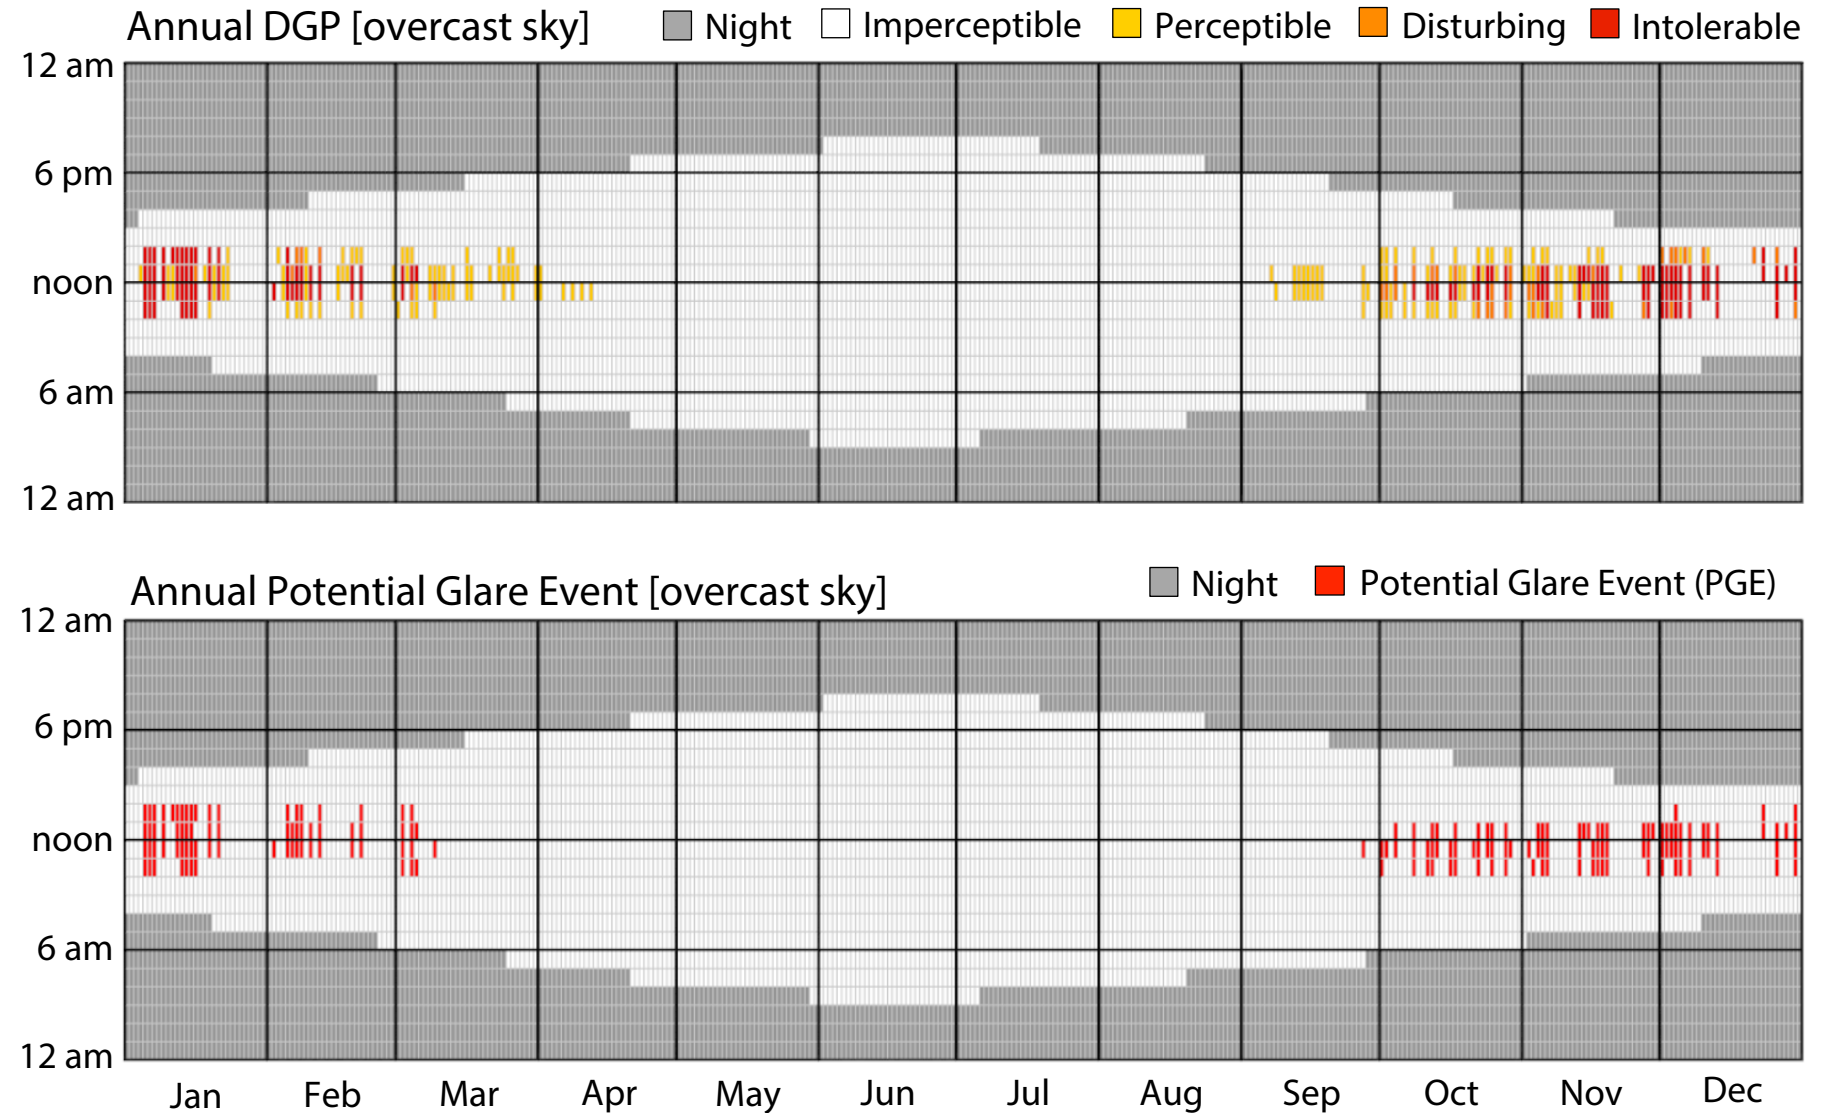 Annual DGP [overcast sky] Night Imperceptible Perceptible Disturbing Intolerable
12 am
6 pm
noon
6 am
12 am
Annual Potential Glare Event [overcast sky] Night Potential Glare Event (PGE)
12 am
6 pm
noon
6 am
12 am
Jan Feb Mar Apr May Jun Jul Aug Sep Oct Nov Dec